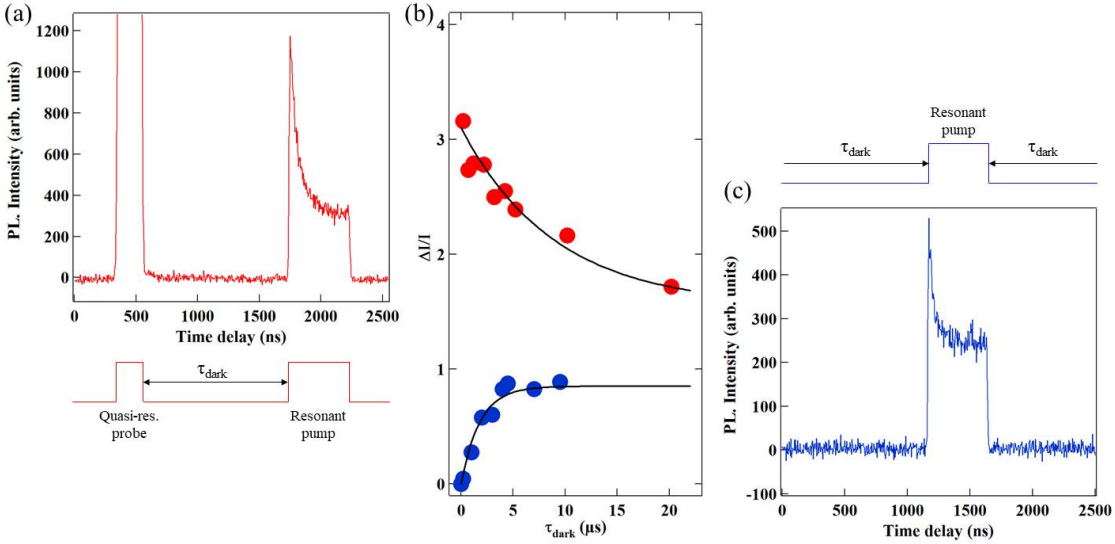 (a)
1200
1000
800
600
400
200
0
PL. Intensity (arb. units)
0 500 1000 1500 2000 2500
Time delay (ns)
τdark
Quasi-res.
probe
Resonant
pump
(b)
4
3
2
1
0
ΔI/I
0 5 10 15 20
τdark (μs)
Resonant
pump
τdark τdark
(c)
500
400
300
200
100
0
-100
PL. Intensity (arb. units)
0 500 1000 1500 2000 2500
Time delay (ns)